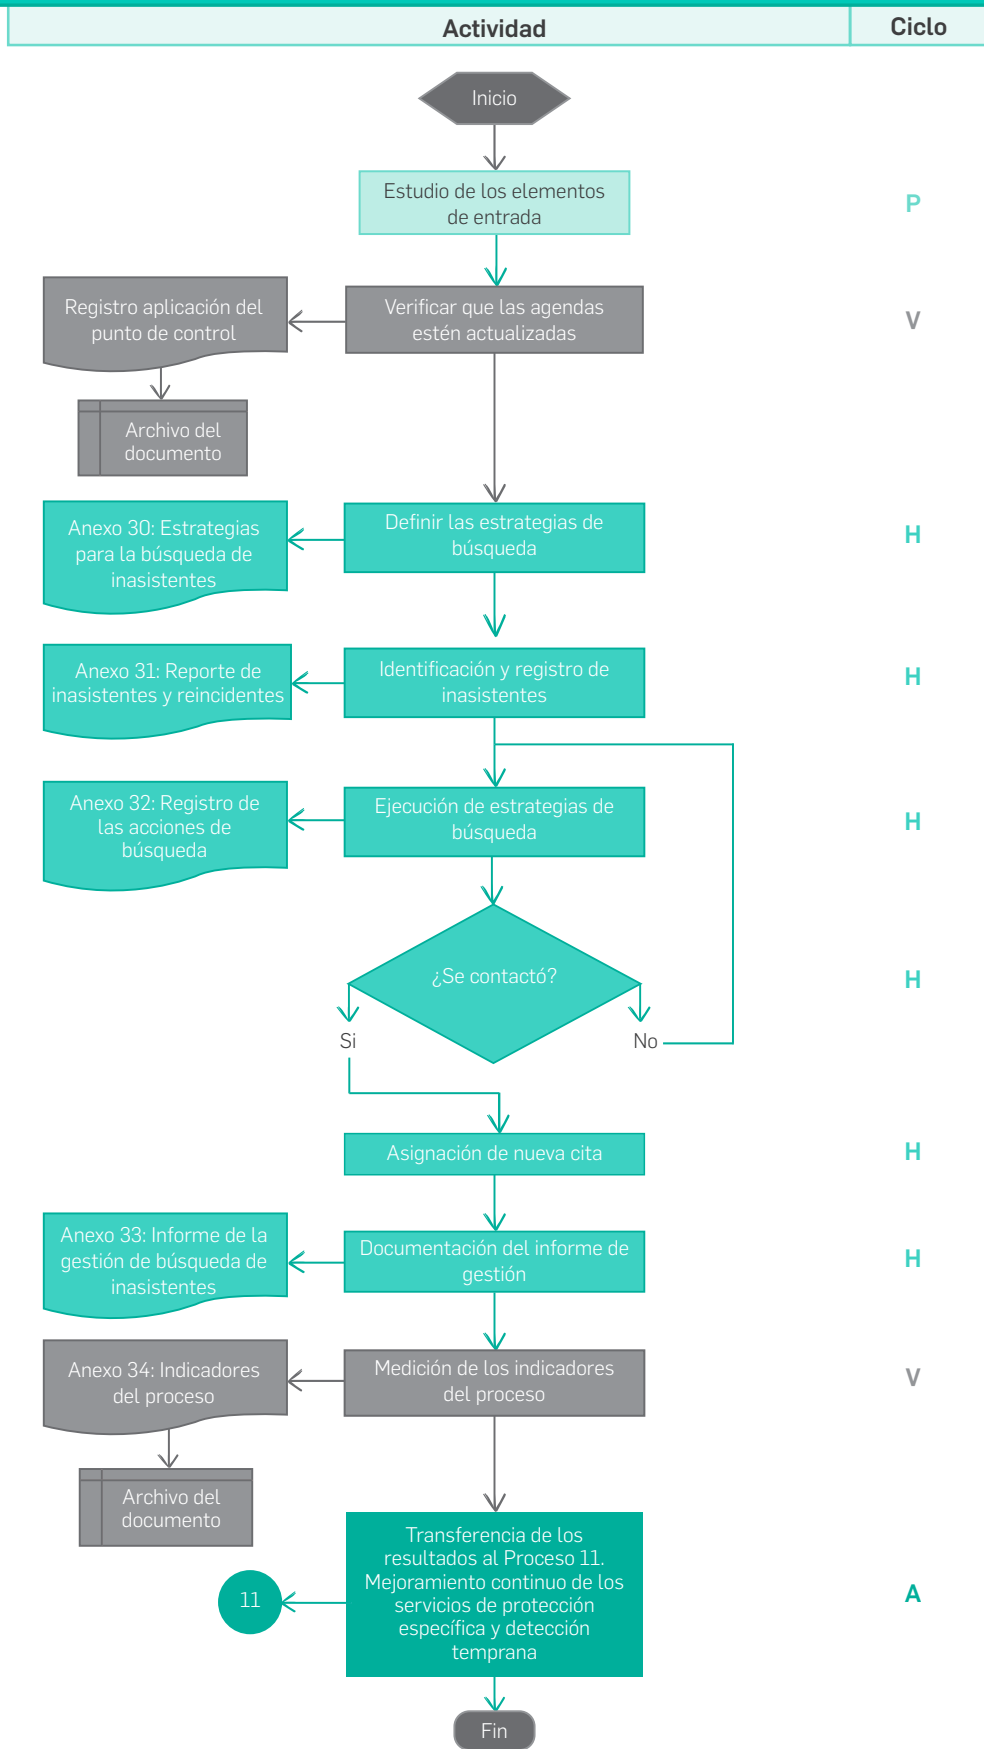 Actividad
Ciclo
Inicio
Estudio de los elementos
de entrada
P
Registro aplicación del
punto de control
Verificar que las agendas
estén actualizadas
V
Archivo del
documento
Anexo 30: Estrategias
para la búsqueda de
inasistentes
Definir las estrategias de
búsqueda
H
Anexo 31: Reporte de
inasistentes y reincidentes
Identificación y registro de
inasistentes
H
Anexo 32: Registro de
las acciones de
búsqueda
Ejecución de estrategias de
búsqueda
H
¿Se contactó?
H
Si
No
Asignación de nueva cita
H
Anexo 33: Informe de la
gestión de búsqueda de
inasistentes
Documentación del informe de
gestión
H
Anexo 34: Indicadores
del proceso
Medición de los indicadores
del proceso
V
Archivo del
documento
Transferencia de los
resultados al Proceso 11.
Mejoramiento continuo de los
servicios de protección
específica y detección
temprana
11
A
Fin